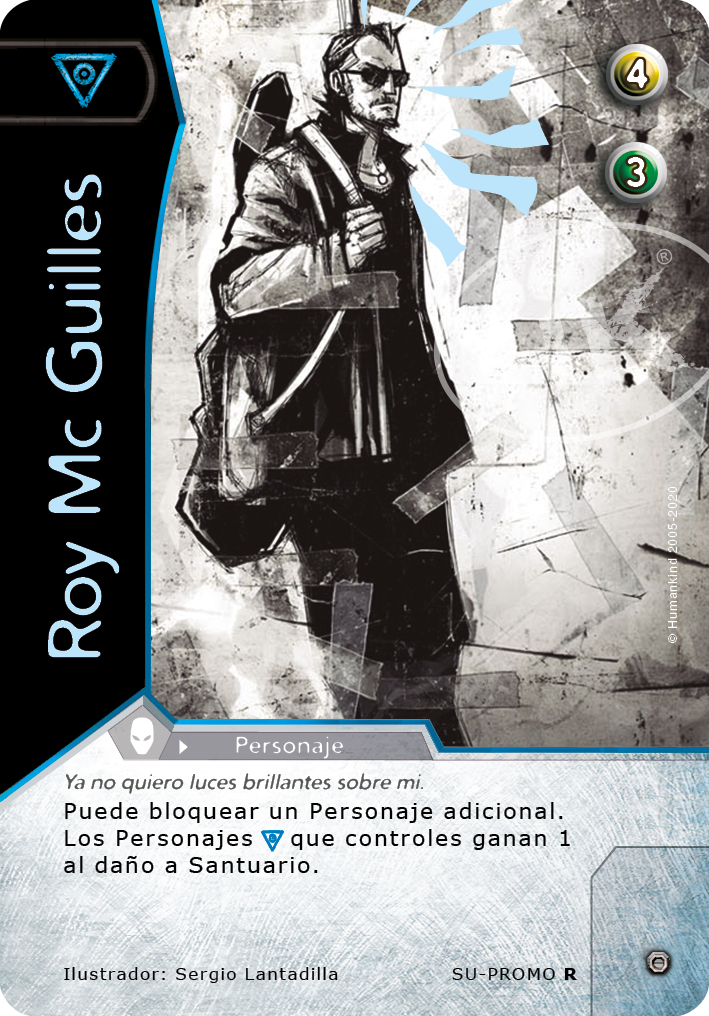 4
3
Roy Mc Guilles
®
© Humankind 2005-2020
Personaje
Ya no quiero luces brillantes sobre mi.
Puede bloquear un Personaje adicional.
Los Personajes que controles ganan 1
al daño a Santuario.
Ilustrador: Sergio Lantadilla
SU-PROMO R